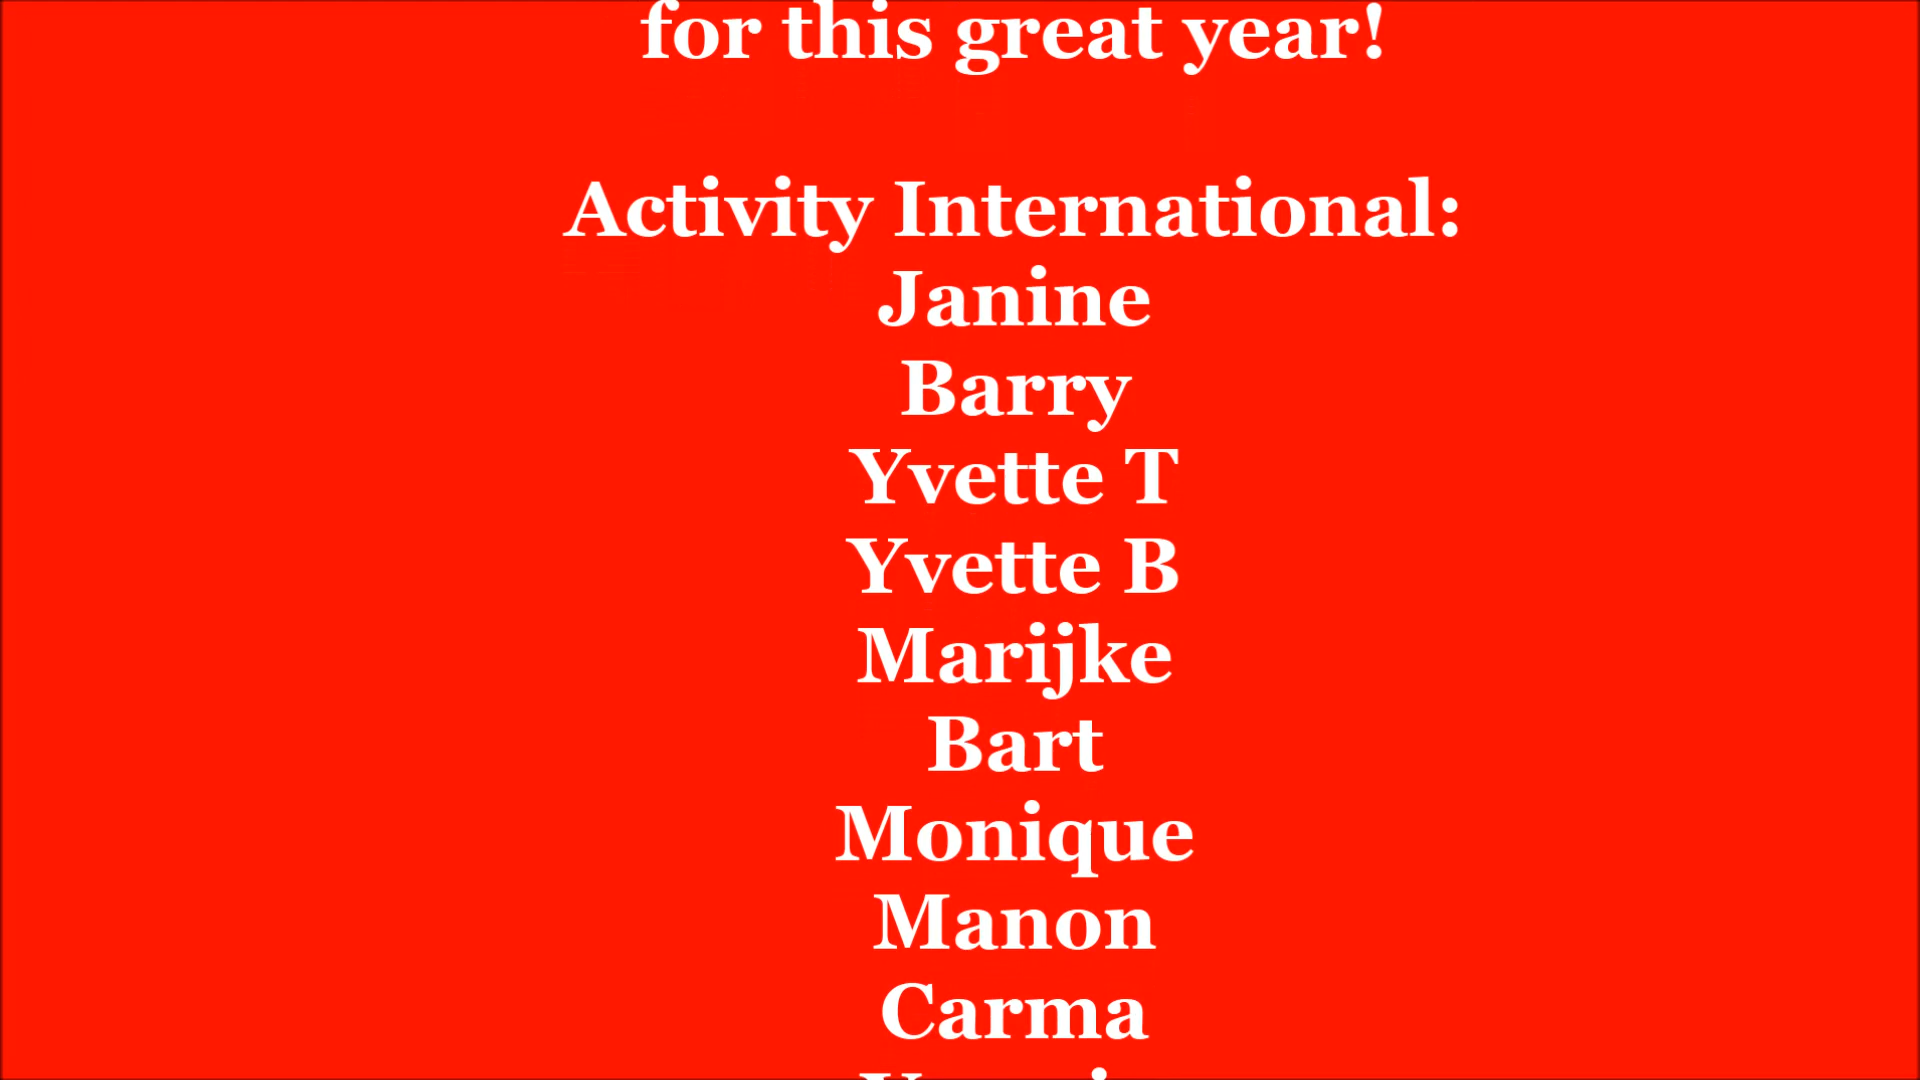 for this great year!
Activity International:
Janine
Barry
Yvette T
Yvette B
Marijke
Bart
Monique
Manon
Carma